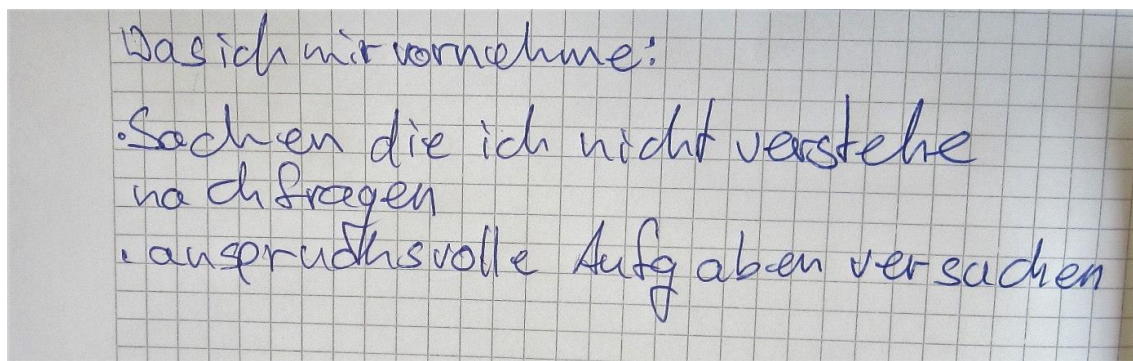 Was ich mir vornehme:
• Sachen die ich nicht verstehe
nachfragen
• anspruchsvolle Aufgaben versuchen